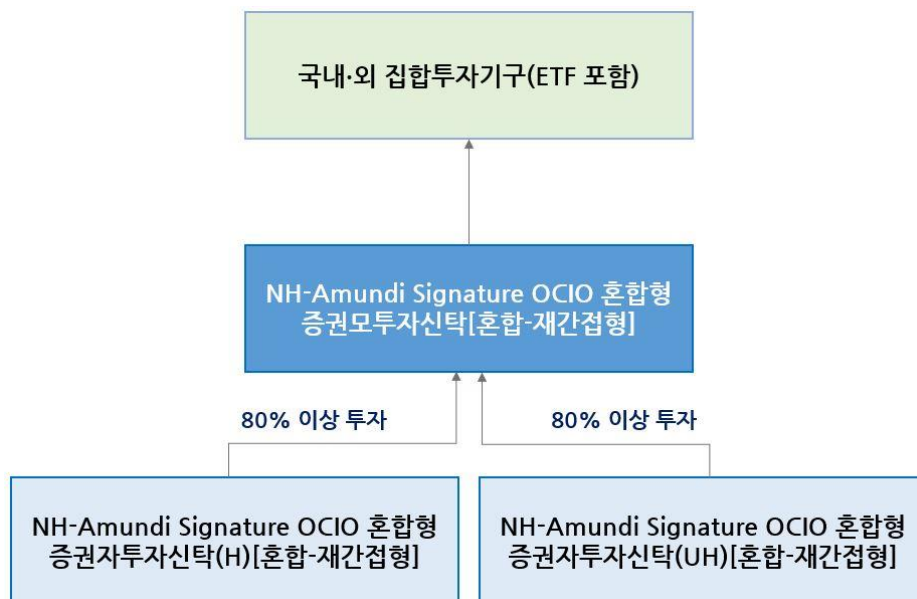 국내·외 집합투자기구(ETF 포함)
NH-Amundi Signature OCIO 혼합형
증권모투자신탁[혼합-재간접형]
80% 이상 투자
80% 이상 투자
NH-Amundi Signature OCIO 혼합형
증권자투자신탁(H)[혼합-재간접형]
NH-Amundi Signature OCIO 혼합형
증권자투자신탁(UH)[혼합-재간접형]